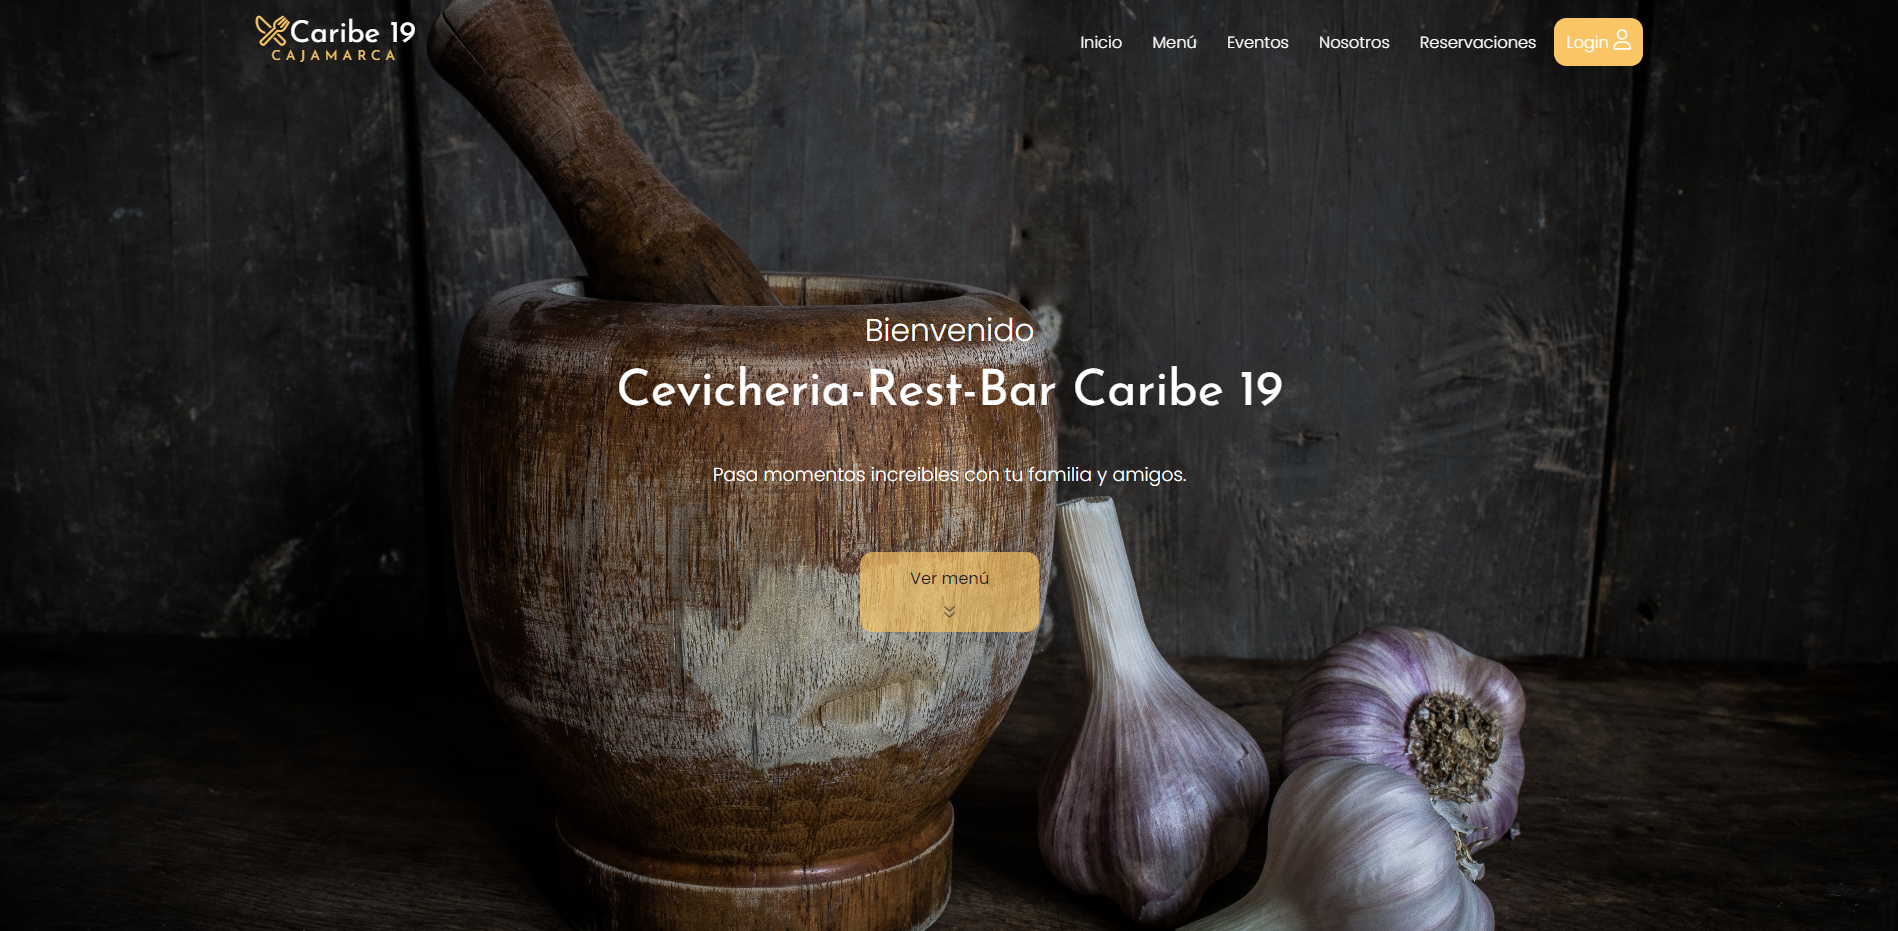 Caribe 19
CAJAMARCA
Inicio Menú Eventos Nosotros Reservaciones Login
Bienvenido
Cevicheria-Rest-Bar Caribe 19
Pasa momentos increibles con tu familia y amigos.
Ver menú